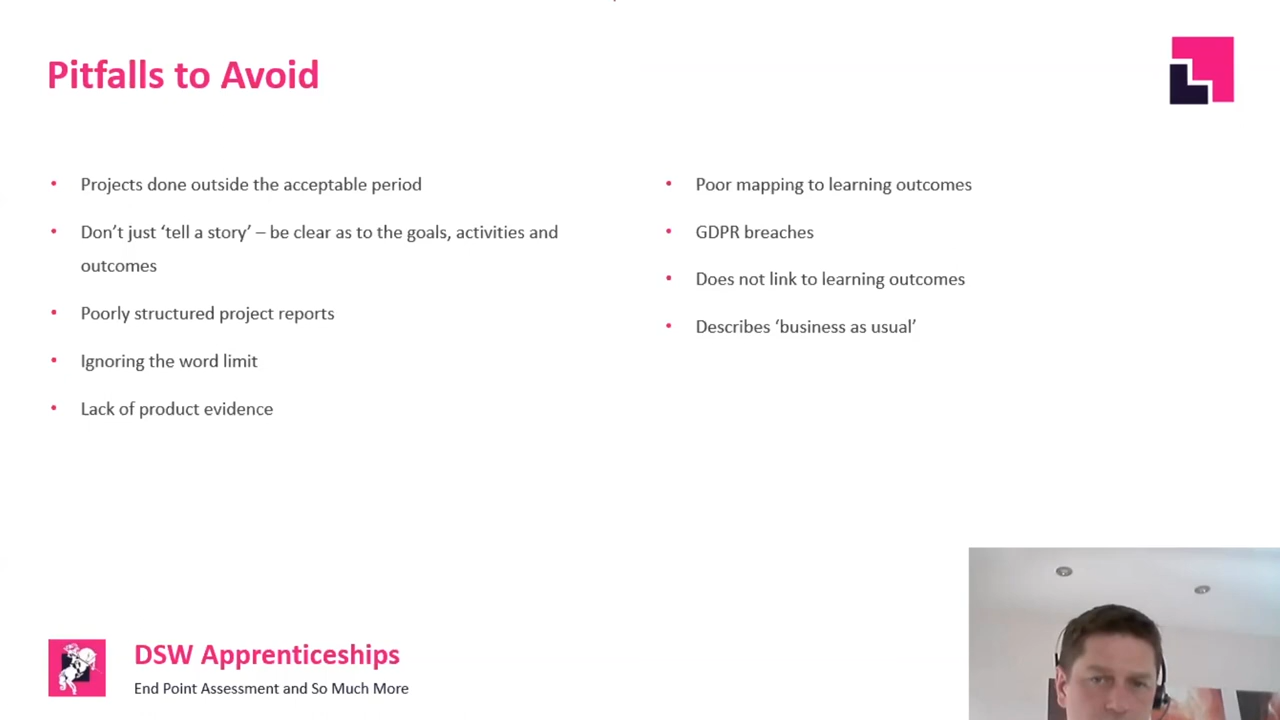 Pitfalls to Avoid
• Projects done outside the acceptable period
• Don’t just ‘tell a story’ – be clear as to the goals, activities and
outcomes
• Poorly structured project reports
• Ignoring the word limit
• Lack of product evidence
• Poor mapping to learning outcomes
• GDPR breaches
• Does not link to learning outcomes
• Describes ‘business as usual’
DSW Apprenticeships
End Point Assessment and So Much More